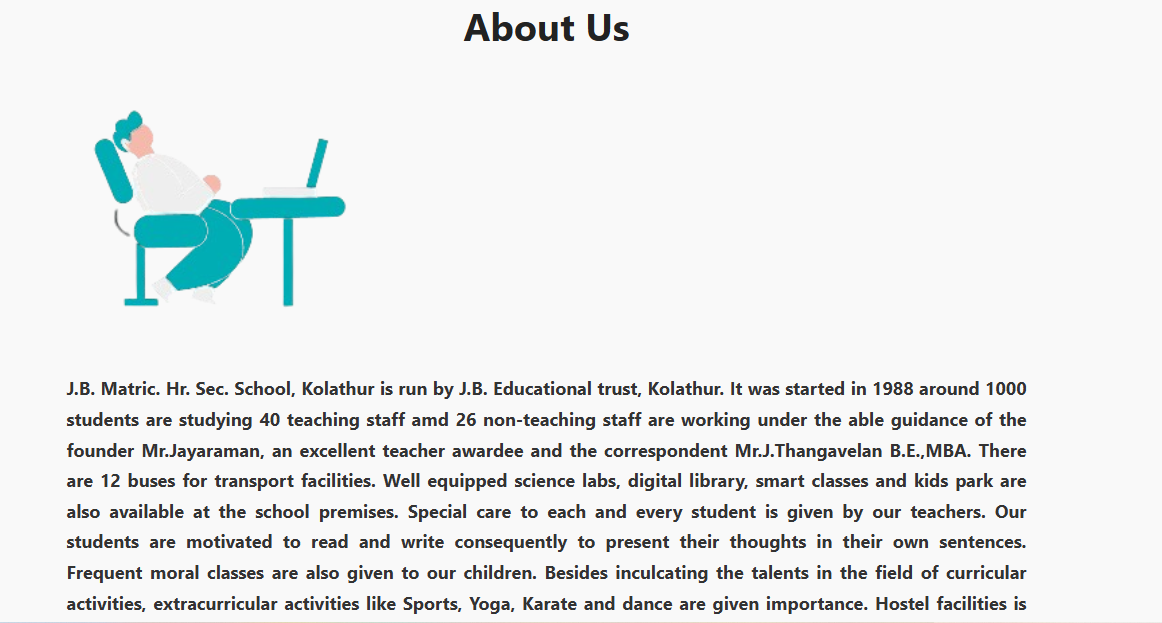 About Us
J.B. Matric. Hr. Sec. School, Kolathur is run by J.B. Educational trust, Kolathur. It was started in 1988 around 1000
students are studying 40 teaching staff amd 26 non-teaching staff are working under the able guidance of the
founder Mr.Jayaraman, an excellent teacher awardee and the correspondent Mr.J.Thangavelan B.E.,MBA. There
are 12 buses for transport facilities. Well equipped science labs, digital library, smart classes and kids park are
also available at the school premises. Special care to each and every student is given by our teachers. Our
students are motivated to read and write consequently to present their thoughts in their own sentences.
Frequent moral classes are also given to our children. Besides inculcating the talents in the field of curricular
activities, extracurricular activities like Sports, Yoga, Karate and dance are given importance. Hostel facilities is